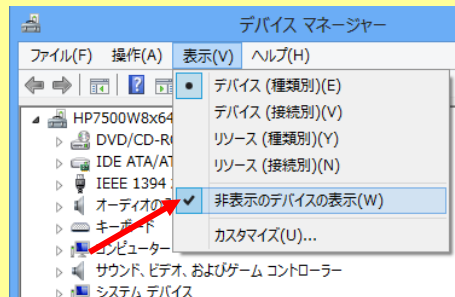 デバイス マネージャー
ファイル(F) 操作(A) 表示(V) ヘルプ(H)
デバイス (種類別)(E)
デバイス (接続別)(V)
リソース (種類別)(Y)
リソース (接続別)(N)
非表示のデバイスの表示(W)
カスタマイズ(U)...
HP7500W8x64
DVD/CD-R
IDE ATA/AT
IEEE 1394
オーディオの
キーボード
コンピューター
サウンド、ビデオ、およびゲーム コントローラー
システム デバイス